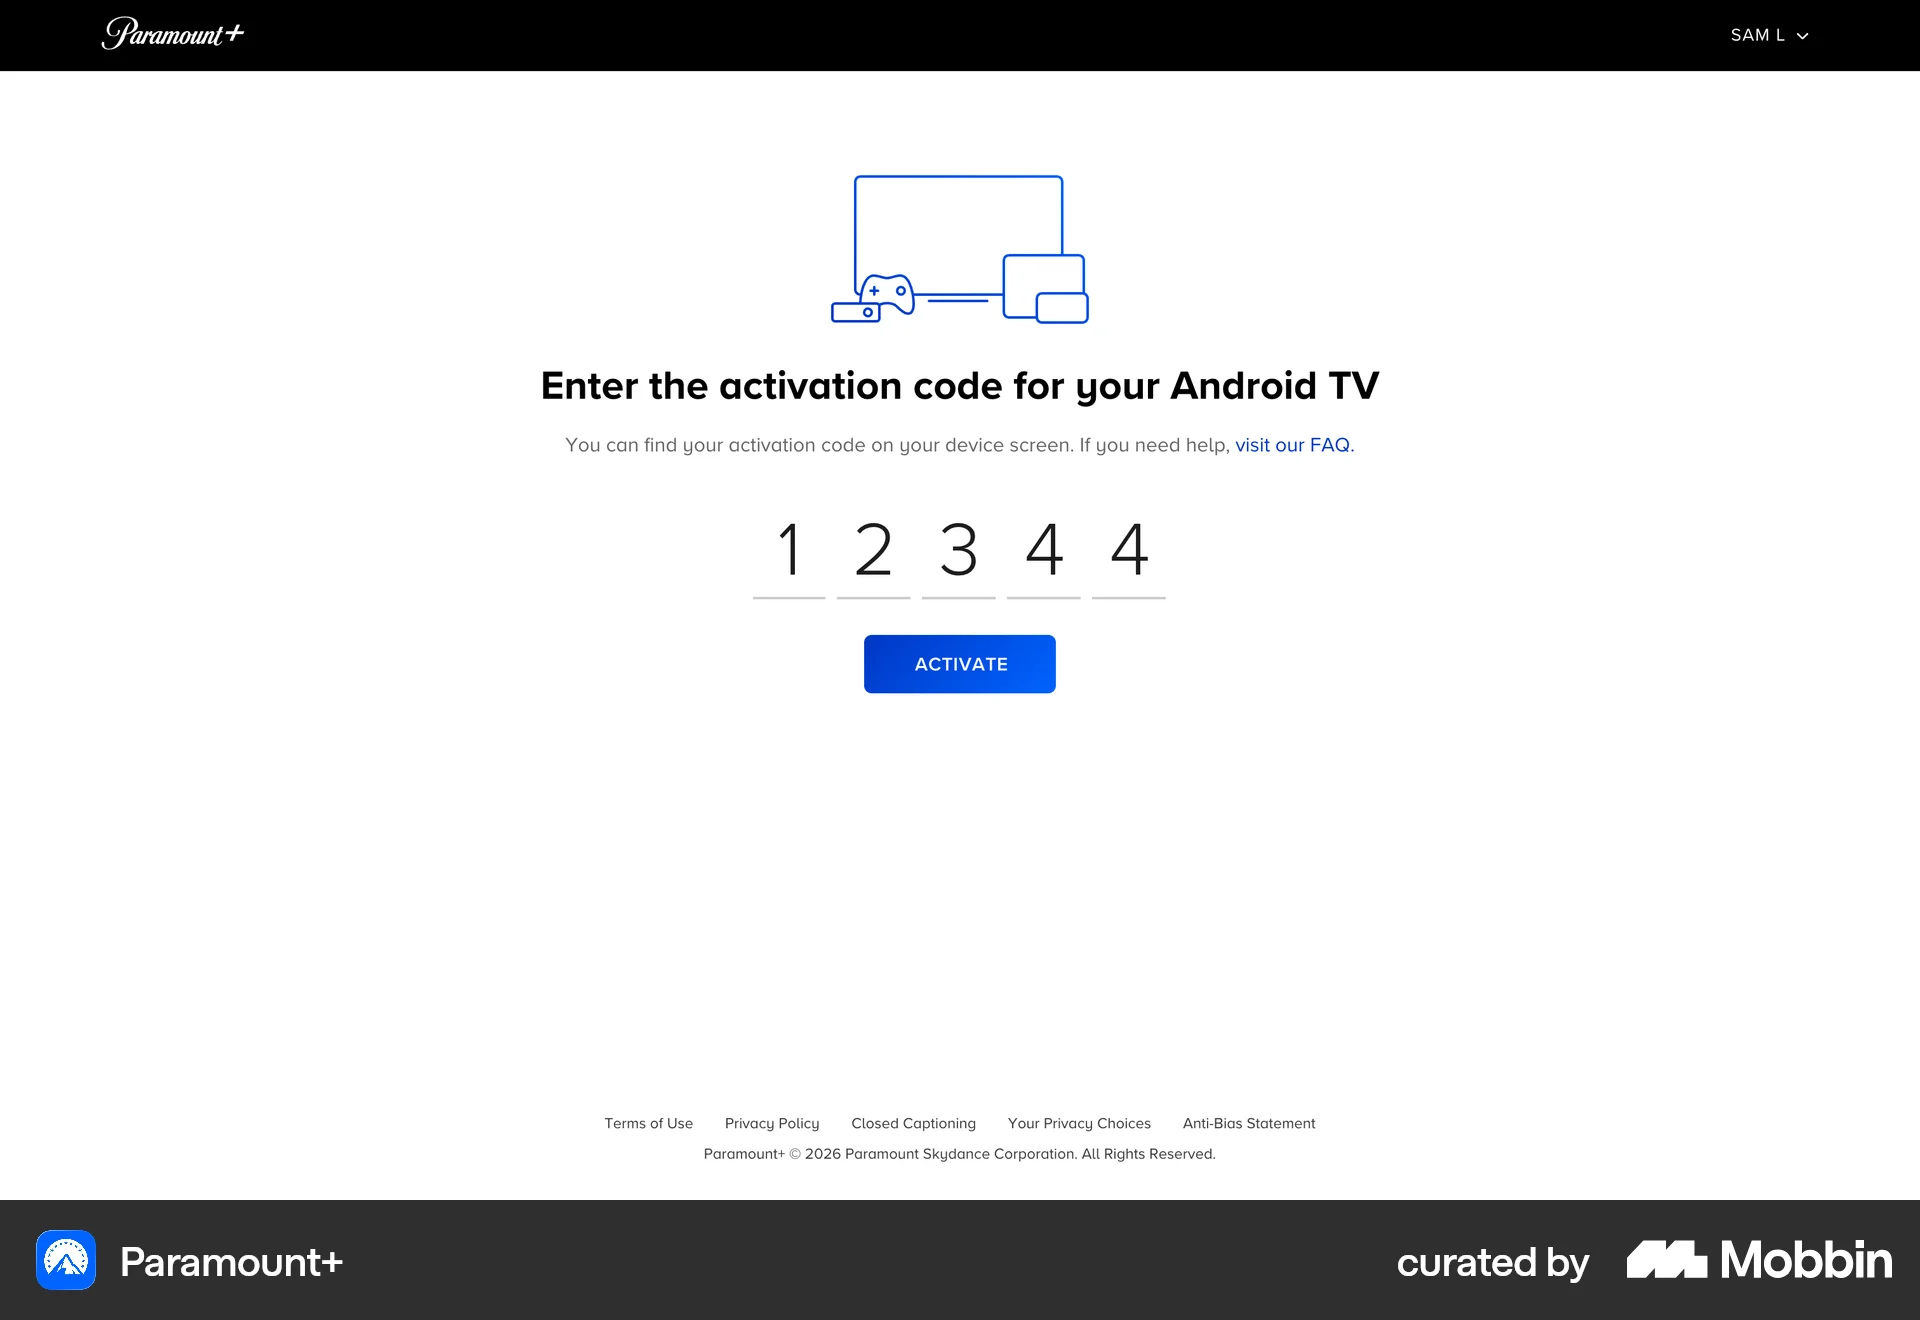 Paramount+
SAM L
Enter the activation code for your Android TV
You can find your activation code on your device screen. If you need help, visit our FAQ.
1 2 3 4 4
ACTIVATE
Terms of Use Privacy Policy Closed Captioning Your Privacy Choices Anti-Bias Statement
Paramount+ © 2026 Paramount Skydance Corporation. All Rights Reserved.
Paramount+
curated by Mobbin